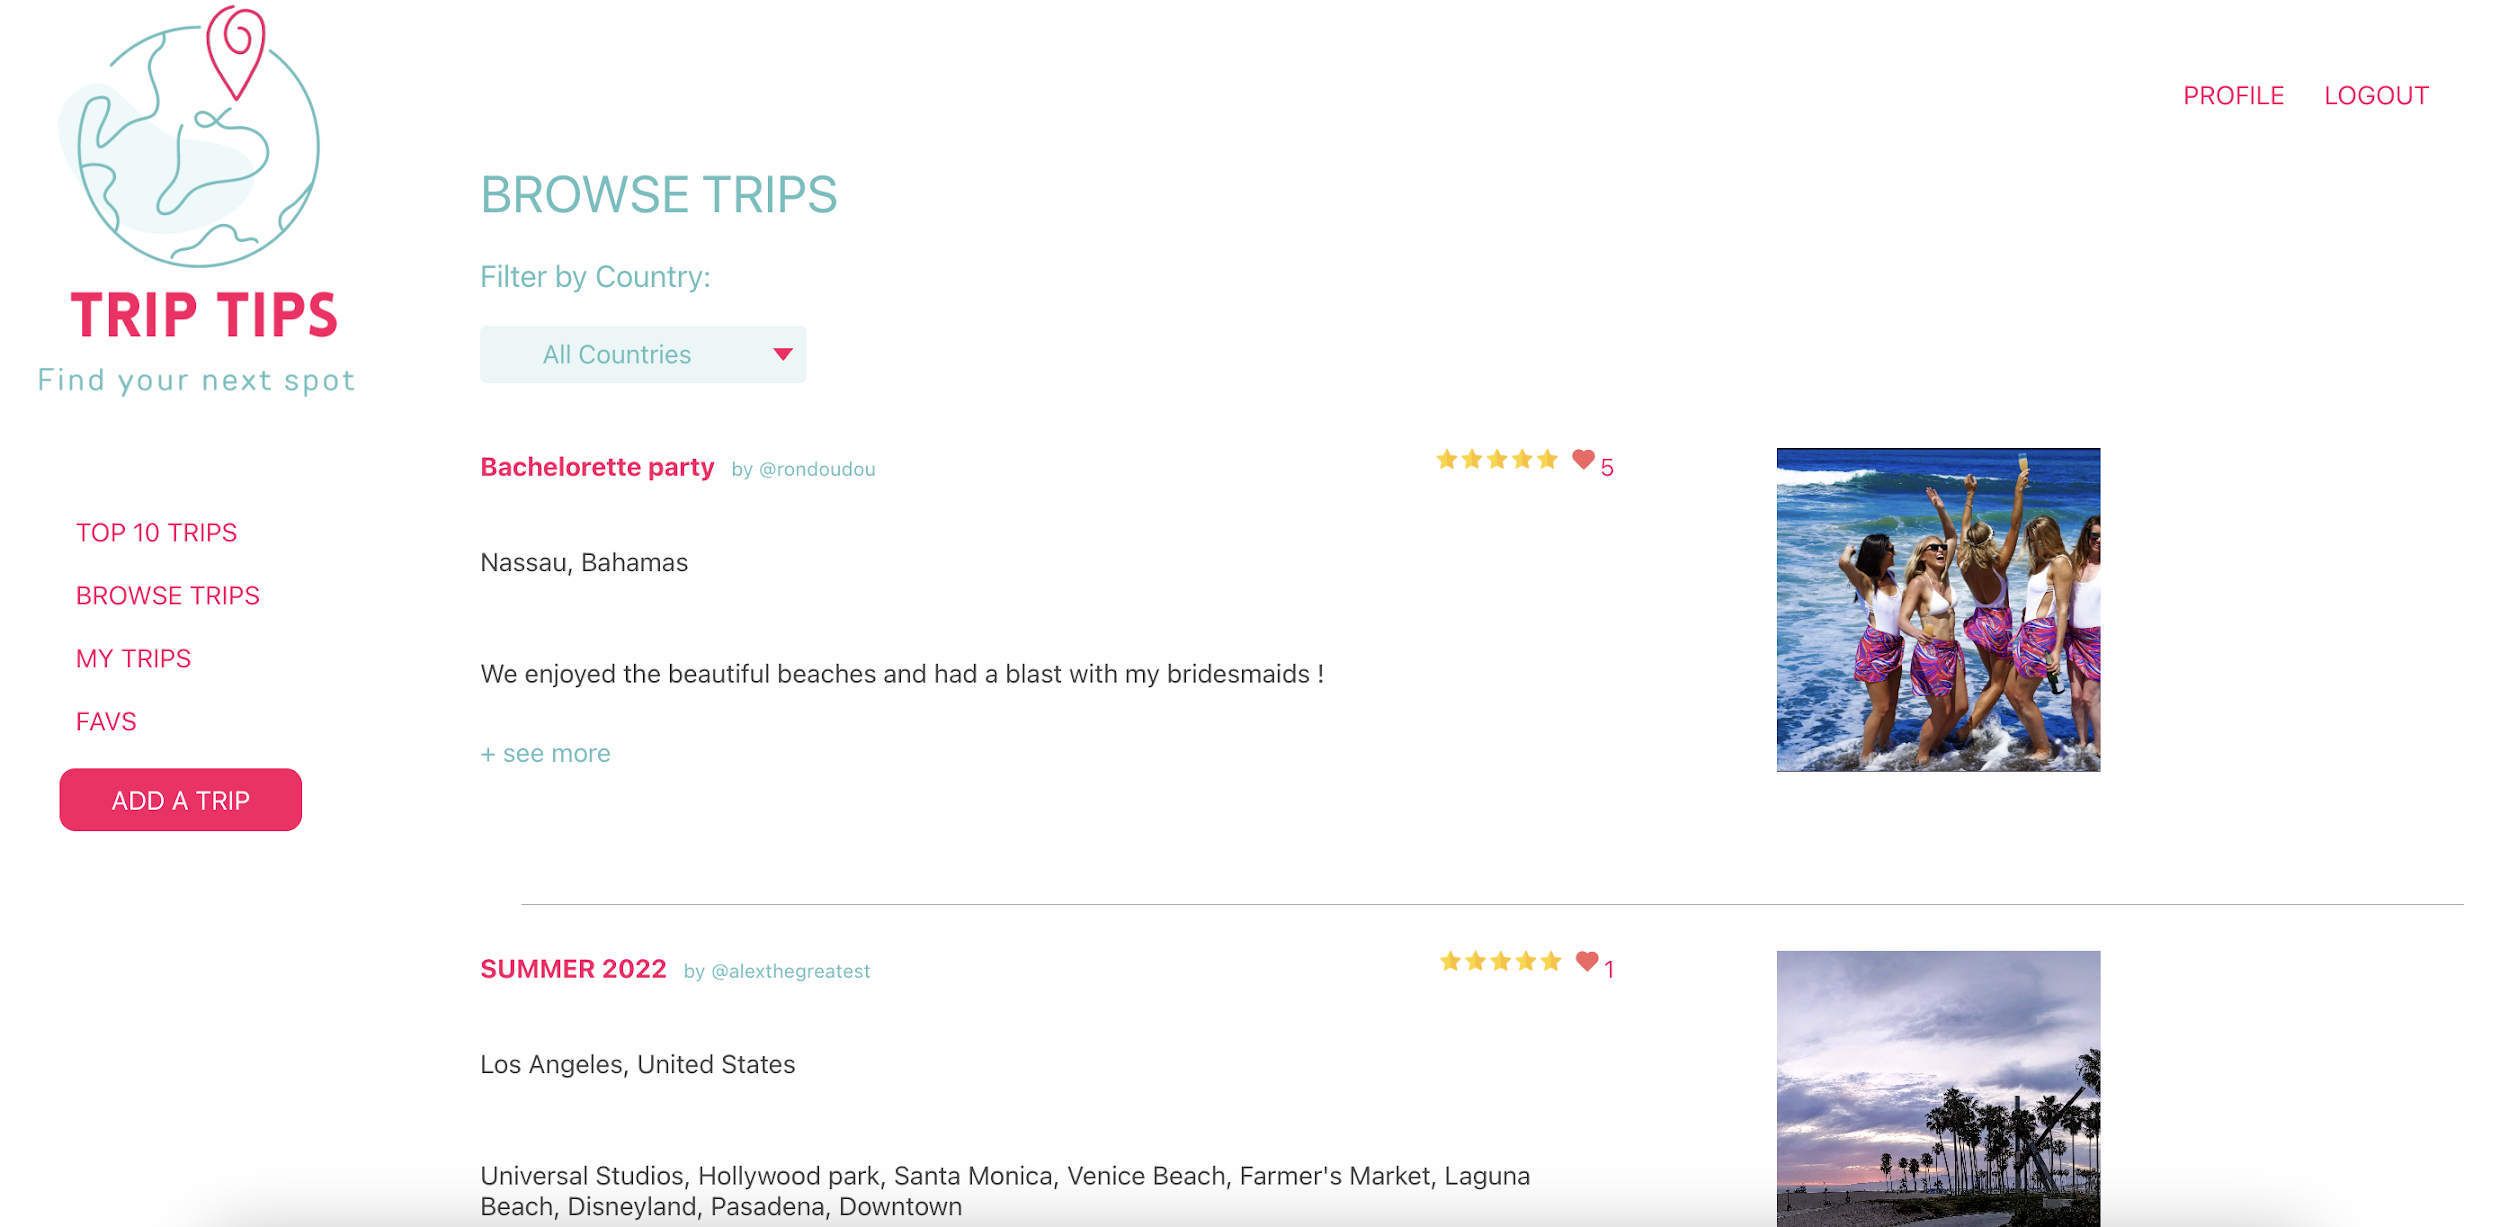 TRIP TIPS
Find your next spot
PROFILE LOGOUT
BROWSE TRIPS
Filter by Country:
All Countries
TOP 10 TRIPS
BROWSE TRIPS
MY TRIPS
FAVS
ADD A TRIP
Bachelorette party by @rondoudou 5
Nassau, Bahamas
We enjoyed the beautiful beaches and had a blast with my bridesmaids !
+ see more
SUMMER 2022 by @alexthegreatest 1
Los Angeles, United States
Universal Studios, Hollywood park, Santa Monica, Venice Beach, Farmer's Market, Laguna
Beach, Disneyland, Pasadena, Downtown